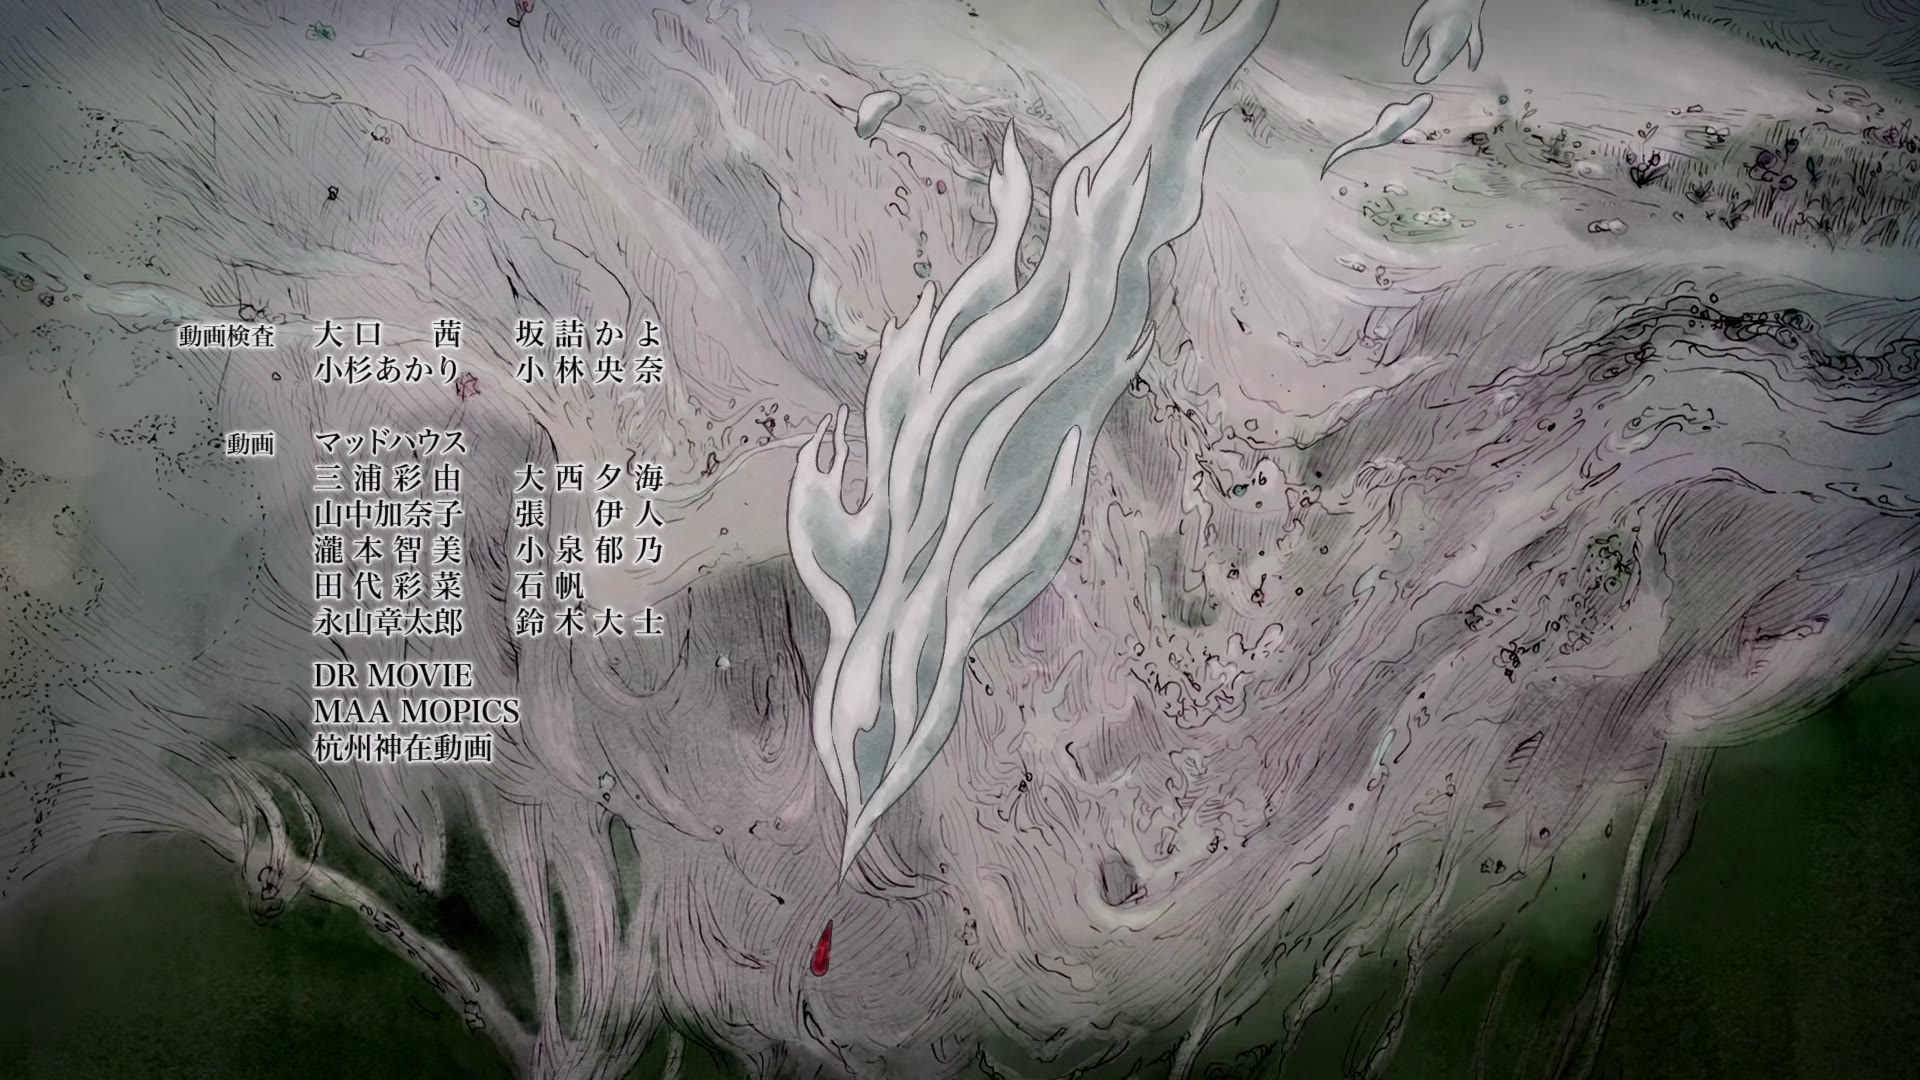 動画検査 大口 茜 坂詰かよ
小杉あかり 小林央奈
動画 マッドハウス
三浦彩由 大西夕海
山中加奈子 張 伊人
瀧本智美 小泉郁乃
田代彩菜 石帆
永山章太郎 鈴木大士
DR MOVIE
MAA MOPICS
杭州神在動画